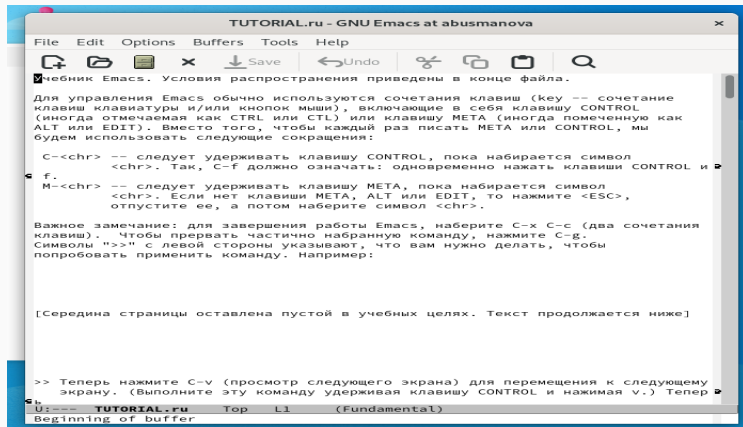 TUTORIAL.ru - GNU Emacs at abusmanova
File Edit Options Buffers Tools Help
Save Undo
Учебник Emacs. Условия распространения приведены в конце файла.
Для управления Emacs обычно используются сочетания клавиш (key -- сочетание
клавиш клавиатуры и/или кнопок мыши), включающие в себя клавишу CONTROL
(иногда отмечаемая как CTRL или CTL) или клавишу META (иногда помеченную как
ALT или EDIT). Вместо того, чтобы каждый раз писать META или CONTROL, мы
будем использовать следующие сокращения:
C-<chr> -- следует удерживать клавишу CONTROL, пока набирается символ
<chr>. Так, C-f должно означать: одновременно нажать клавиши CONTROL и
f.
M-<chr> -- следует удерживать клавишу META, пока набирается символ
<chr>. Если нет клавиши META, ALT или EDIT, то нажмите <ESC>,
отпустите ее, а потом наберите символ <chr>.
Важное замечание: для завершения работы Emacs, наберите C-x C-c (два сочетания
клавиш). Чтобы прервать частично набранную команду, нажмите C-g.
Символы ">>" с левой стороны указывают, что вам нужно делать, чтобы
попробовать применить команду. Например:
[Середина страницы оставлена пустой в учебных целях. Текст продолжается ниже]
>> Теперь нажмите C-v (просмотр следующего экрана) для перемещения к следующему
экрану. (Выполните эту команду удерживая клавишу CONTROL и нажимая v.) Тепер
ь
U:--- TUTORIAL.ru Top L1 (Fundamental)
Beginning of buffer